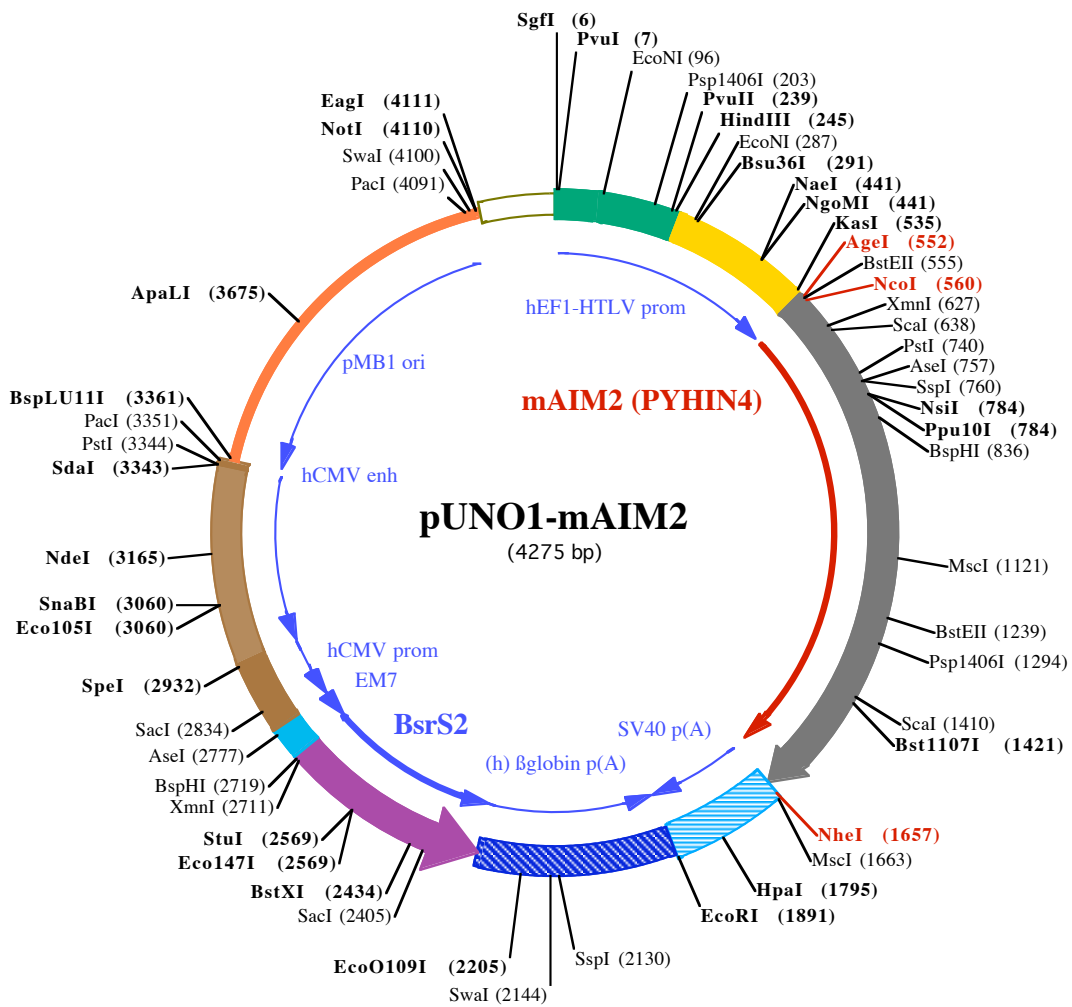 SgfI (6)
PvuI (7)
EcoNI (96)
Psp1406I (203)
PvuII (239)
HindIII (245)
EcoNI (287)
Bsu36I (291)
NaeI (441)
NgoMI (441)
KasI (535)
AgeI (552)
BstEII (555)
NcoI (560)
XmnI (627)
ScaI (638)
PstI (740)
AseI (757)
SspI (760)
NsiI (784)
Ppu10I (784)
BspHI (836)
MscI (1121)
BstEII (1239)
Psp1406I (1294)
ScaI (1410)
Bst1107I (1421)
NheI (1657)
MscI (1663)
HpaI (1795)
EcoRI (1891)
SspI (2130)
SwaI (2144)
EcoO109I (2205)
SacI (2405)
BstXI (2434)
Eco147I (2569)
StuI (2569)
XmnI (2711)
BspHI (2719)
AseI (2777)
SacI (2834)
SpeI (2932)
Eco105I (3060)
SnaBI (3060)
NdeI (3165)
SdaI (3343)
PstI (3344)
PacI (3351)
BspLU11I (3361)
ApaLI (3675)
PacI (4091)
SwaI (4100)
NotI (4110)
EagI (4111)
hEF1-HTLV prom
pMB1 ori
mAIM2 (PYHIN4)
hCMV enh
pUNO1-mAIM2
(4275 bp)
hCMV prom
EM7
BsrS2
SV40 p(A)
(h) ßglobin p(A)